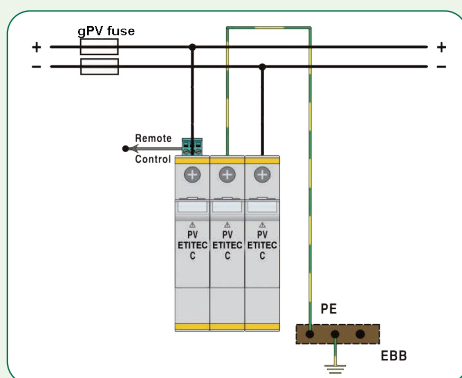 gPV fuse
+ +
− −
Remote
Control
PV
ETITEC
C
PV
ETITEC
C
PV
ETITEC
C
PE
EBB